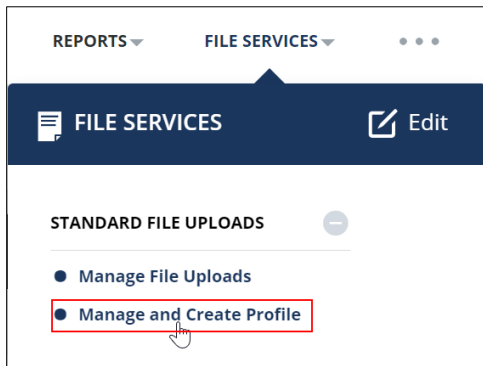 REPORTS FILE SERVICES
FILE SERVICES Edit
STANDARD FILE UPLOADS
Manage File Uploads
Manage and Create Profile